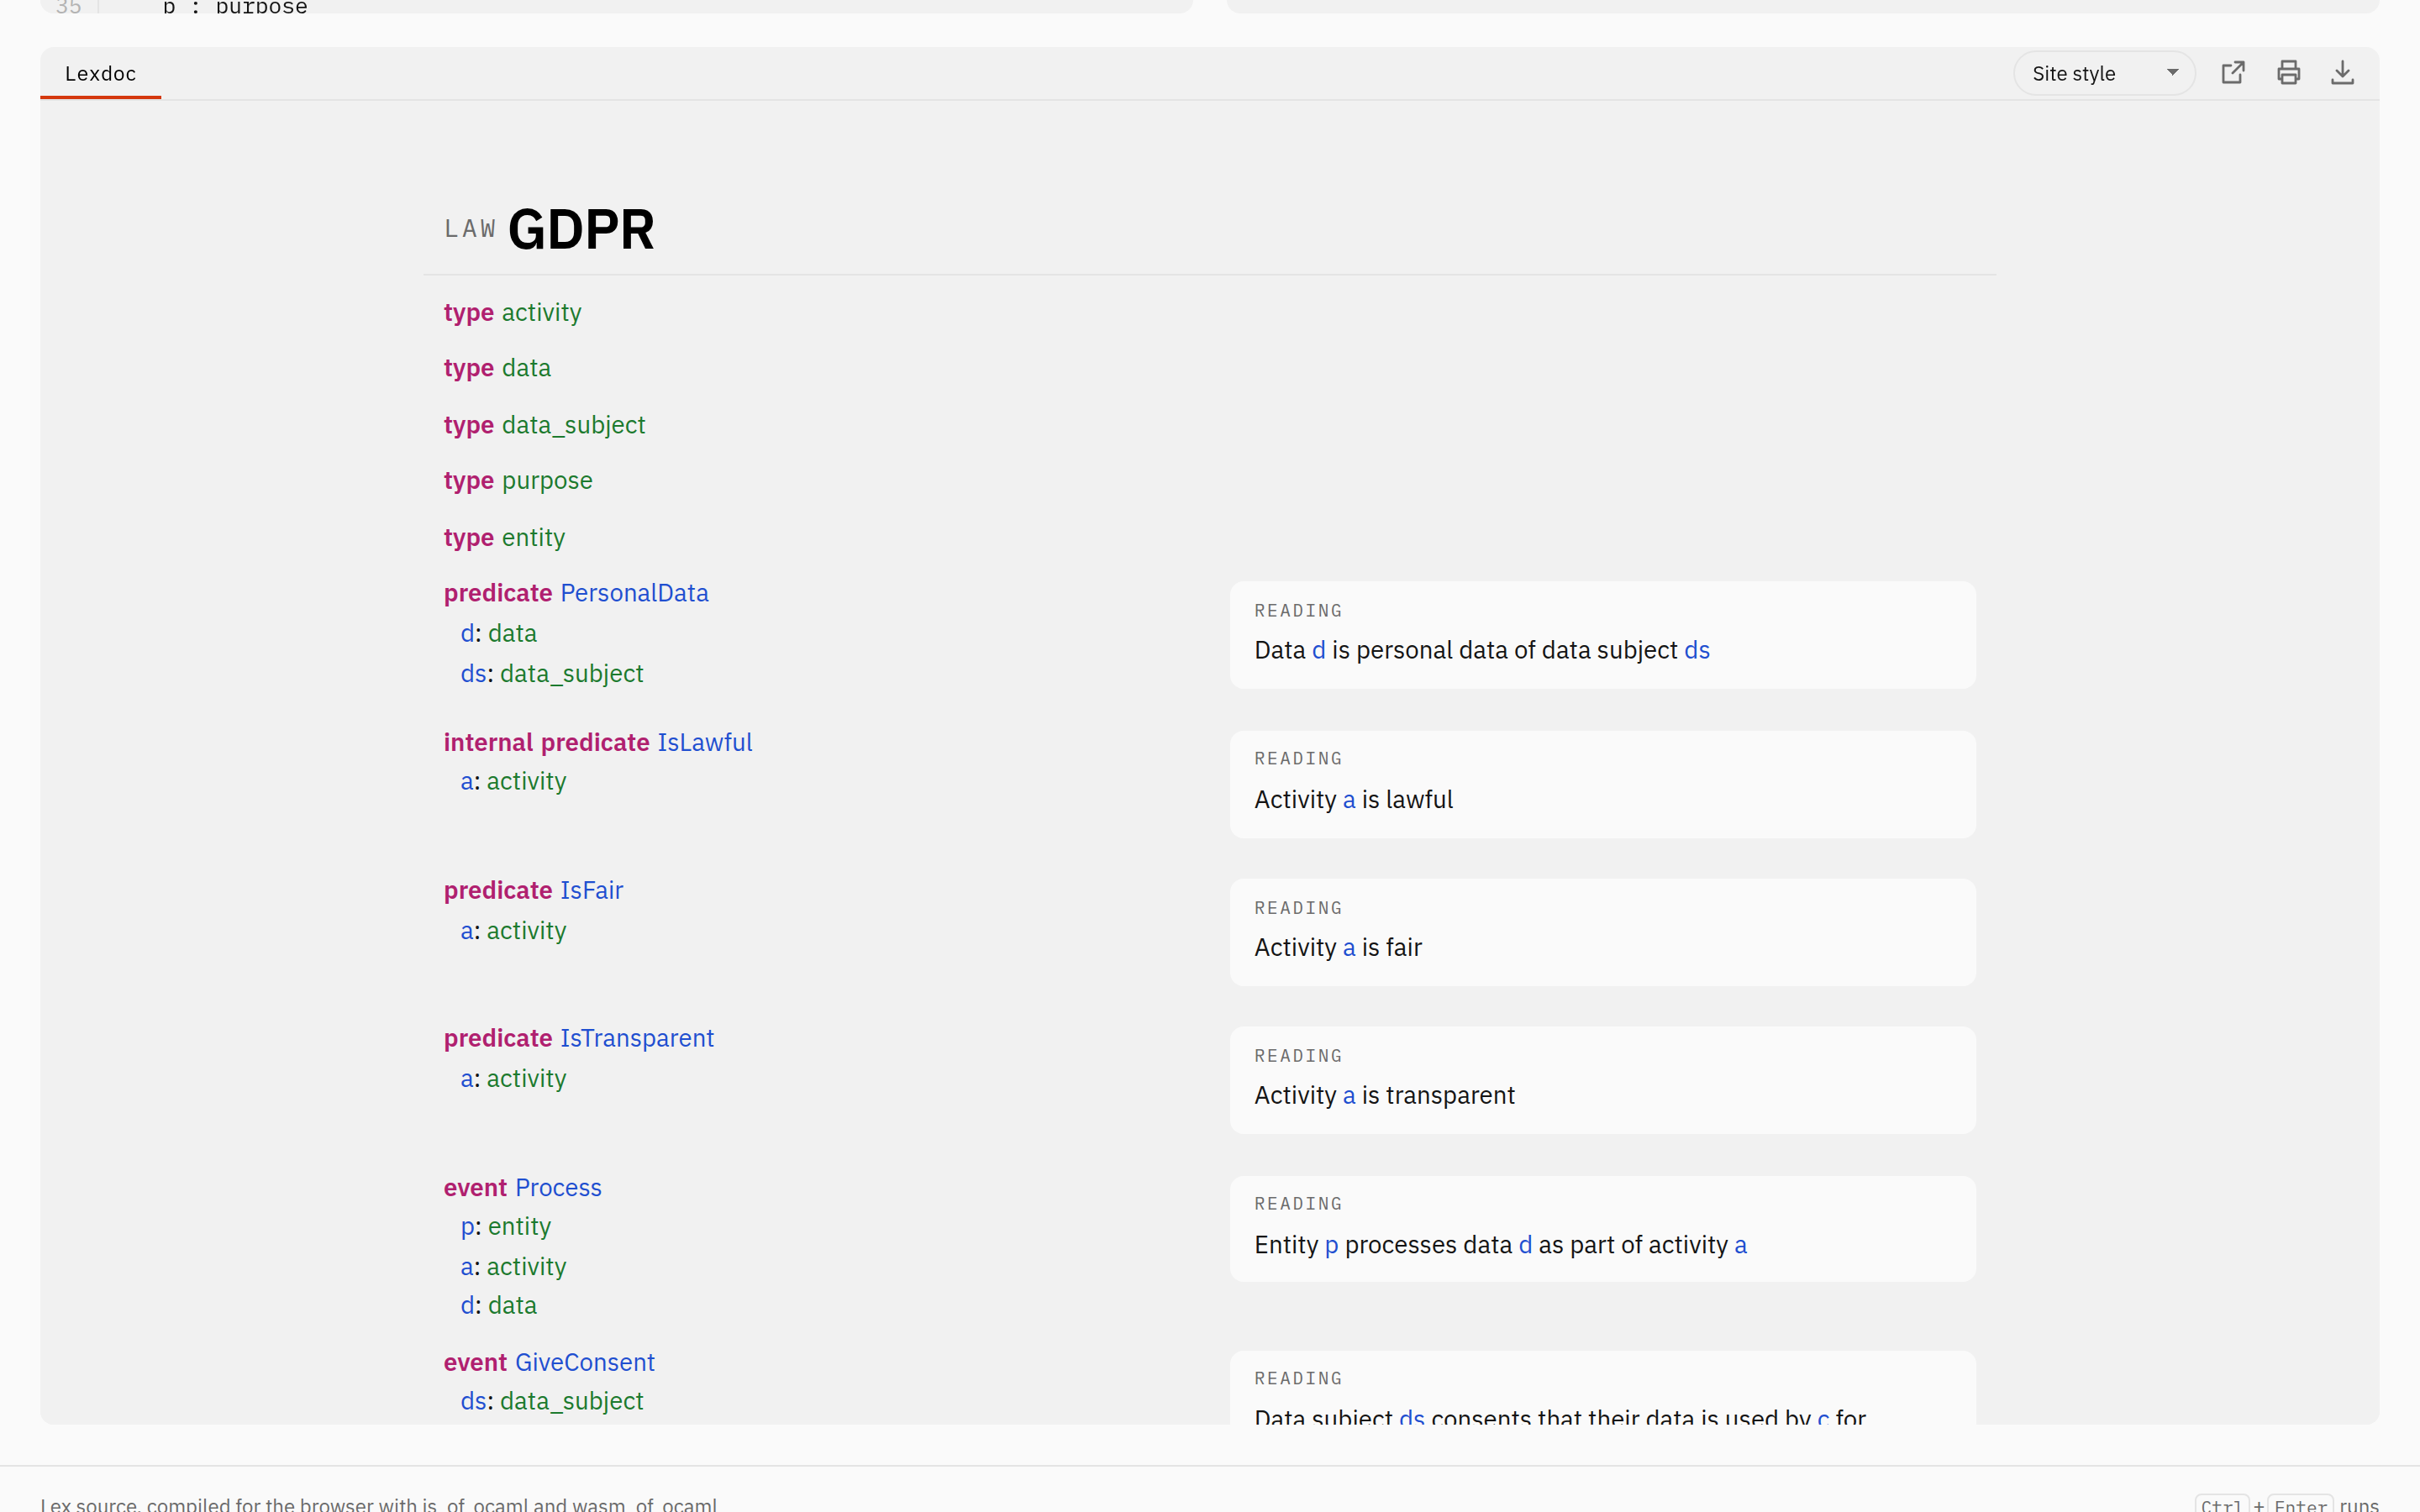 35 p : purpose
Lexdoc
Site style
LAW GDPR
type activity
type data
type data_subject
type purpose
type entity
predicate PersonalData
d: data
ds: data_subject
READING
Data d is personal data of data subject ds
internal predicate IsLawful
a: activity
READING
Activity a is lawful
predicate IsFair
a: activity
READING
Activity a is fair
predicate IsTransparent
a: activity
READING
Activity a is transparent
event Process
p: entity
a: activity
d: data
READING
Entity p processes data d as part of activity a
event GiveConsent
ds: data_subject
READING
Data subject ds consents that their data is used by c for
Lex source, compiled for the browser with js_of_ocaml and wasm_of_ocaml
Ctrl + Enter runs